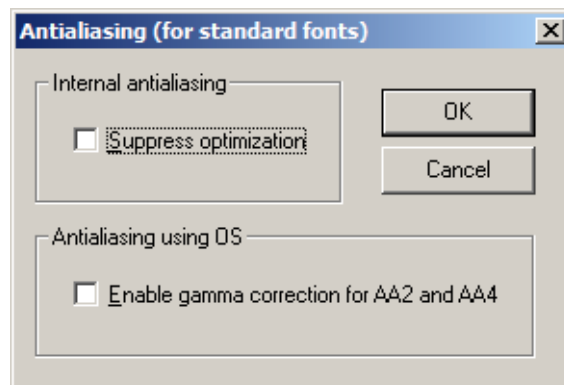 Antialiasing (for standard fonts)
Internal antialiasing
Suppress optimization
OK
Cancel
Antialiasing using OS
Enable gamma correction for AA2 and AA4